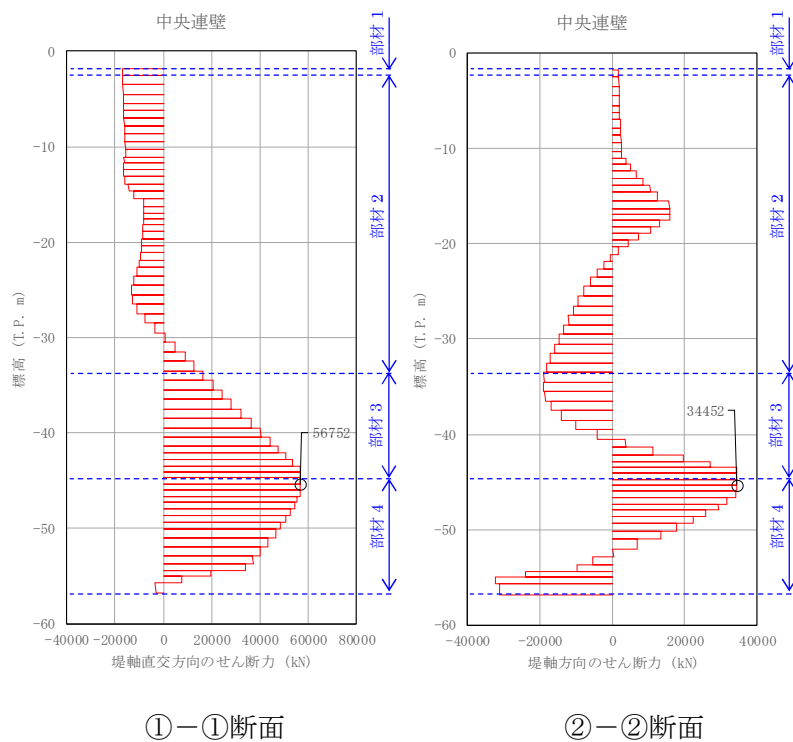 中央連壁
部材 1
0
-10
-20
-30
-40
-50
-60
標高 (T.P. m)
部材 2
部材 3
部材 4
56752
-40000 -20000 0 20000 40000 60000 80000
堤軸直交方向のせん断力 (kN)
①-①断面
中央連壁
部材 1
0
-10
-20
-30
-40
-50
-60
標高 (T.P. m)
部材 2
部材 3
部材 4
34452
-40000 -20000 0 20000 40000
堤軸方向のせん断力 (kN)
②-②断面